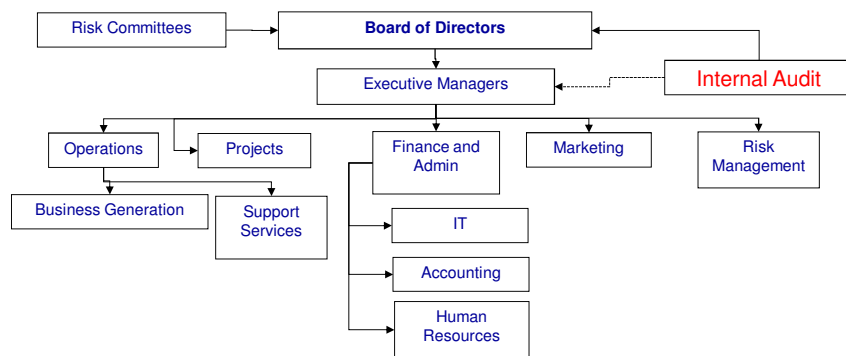 Risk Committees
Board of Directors
Executive Managers
Internal Audit
Operations
Projects
Finance and
Admin
Marketing
Risk
Management
Business Generation
Support
Services
IT
Accounting
Human
Resources